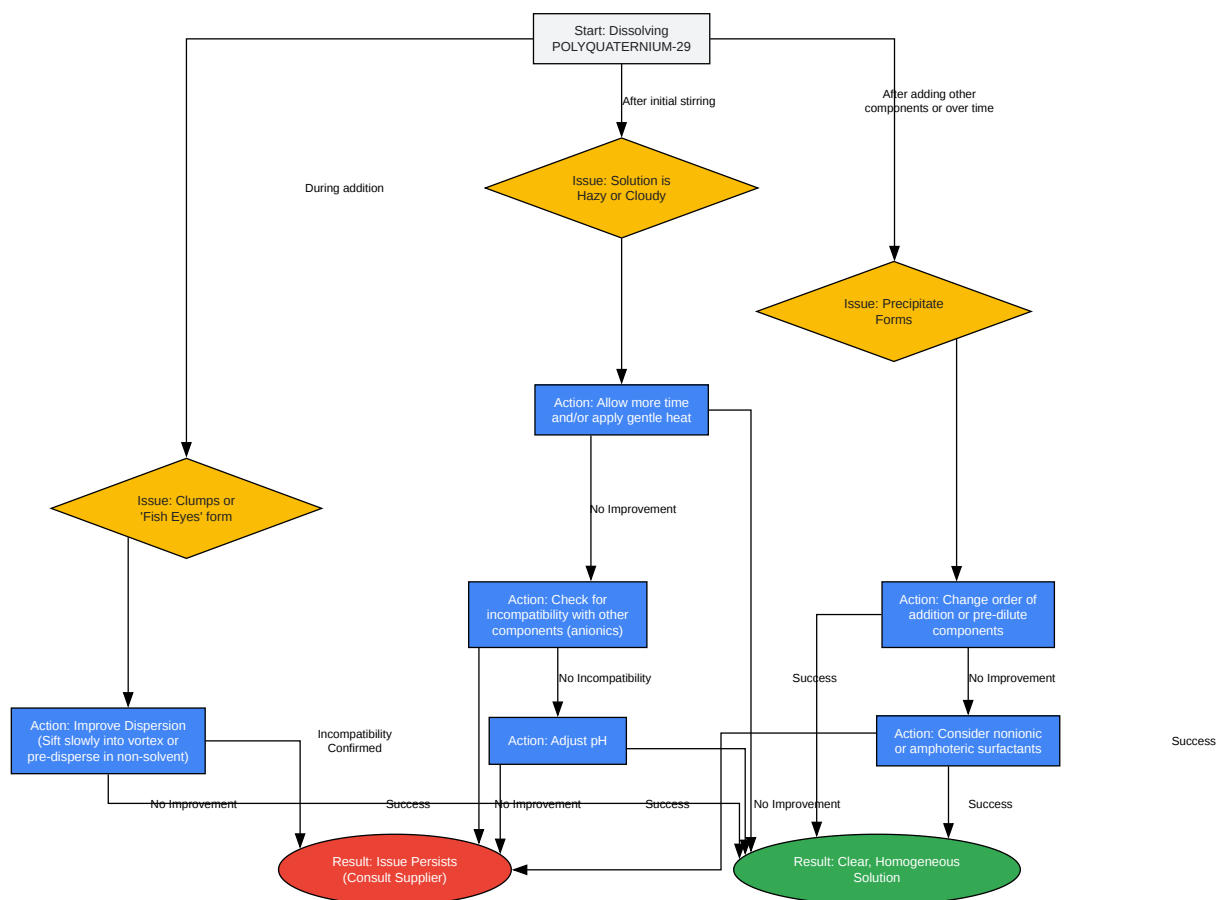 Start: Dissolving
POLYQUATERNIUM-29
After initial stirring
After adding other
components or over time
During addition
Issue: Solution is
Hazy or Cloudy
Issue: Precipitate
Forms
Action: Allow more time
and/or apply gentle heat
Issue: Clumps or
'Fish Eyes' form
No Improvement
Action: Check for
incompatibility with other
components (anionics)
Action: Change order of
addition or pre-dilute
components
No Incompatibility
Success
No Improvement
Action: Improve Dispersion
(Sift slowly into vortex or
pre-disperse in non-solvent)
Incompatibility
Confirmed
Action: Adjust pH
Action: Consider nonionic
or amphoteric surfactants
Success
No Improvement
Success
No Improvement
Success
No Improvement
Success
Result: Issue Persists
(Consult Supplier)
Result: Clear, Homogeneous
Solution